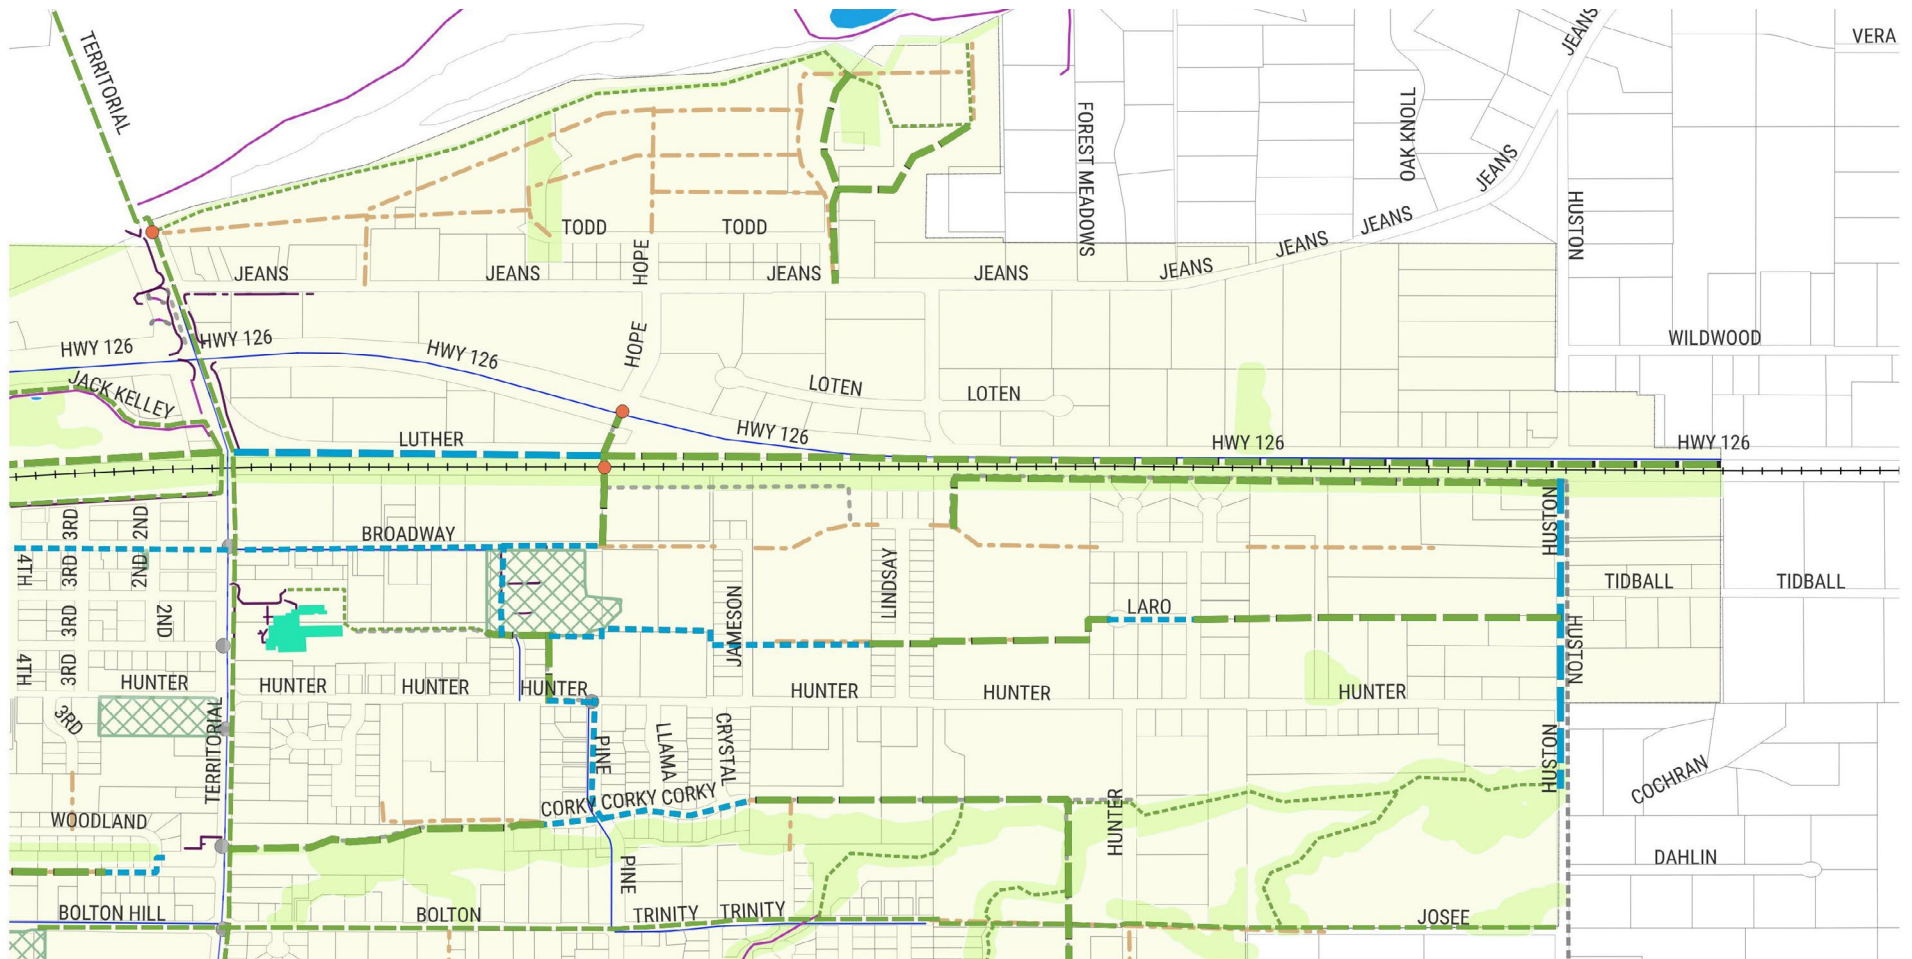 TERRITORIAL
JEANS
VERA
FOREST MEADOWS
OAK KNOLL
JEANS
HUSTON
TODD
TODD
HOPE
JEANS
JEANS
JEANS
JEANS
JEANS
JEANS
JEANS
HWY 126
HWY 126
HWY 126
HOPE
WILDWOOD
JACK KELLEY
LOTEN
LOTEN
LUTHER
HWY 126
HWY 126
HWY 126
3RD
2ND
BROADWAY
HUSTON
4TH
3RD
2ND
LINDSAY
TIDBALL
TIDBALL
3RD
2ND
JAMESON
LARO
HUSTON
4TH
3RD
HUNTER
HUNTER
HUNTER
HUNTER
HUNTER
HUNTER
HUNTER
3RD
TERRITORIAL
PINE
LLAMA
CRYSTAL
HUSTON
COCHRAN
CORKY
CORKY
CORKY
WOODLAND
HUNTER
PINE
DAHLIN
BOLTON HILL
BOLTON
TRINITY
TRINITY
JOSEE